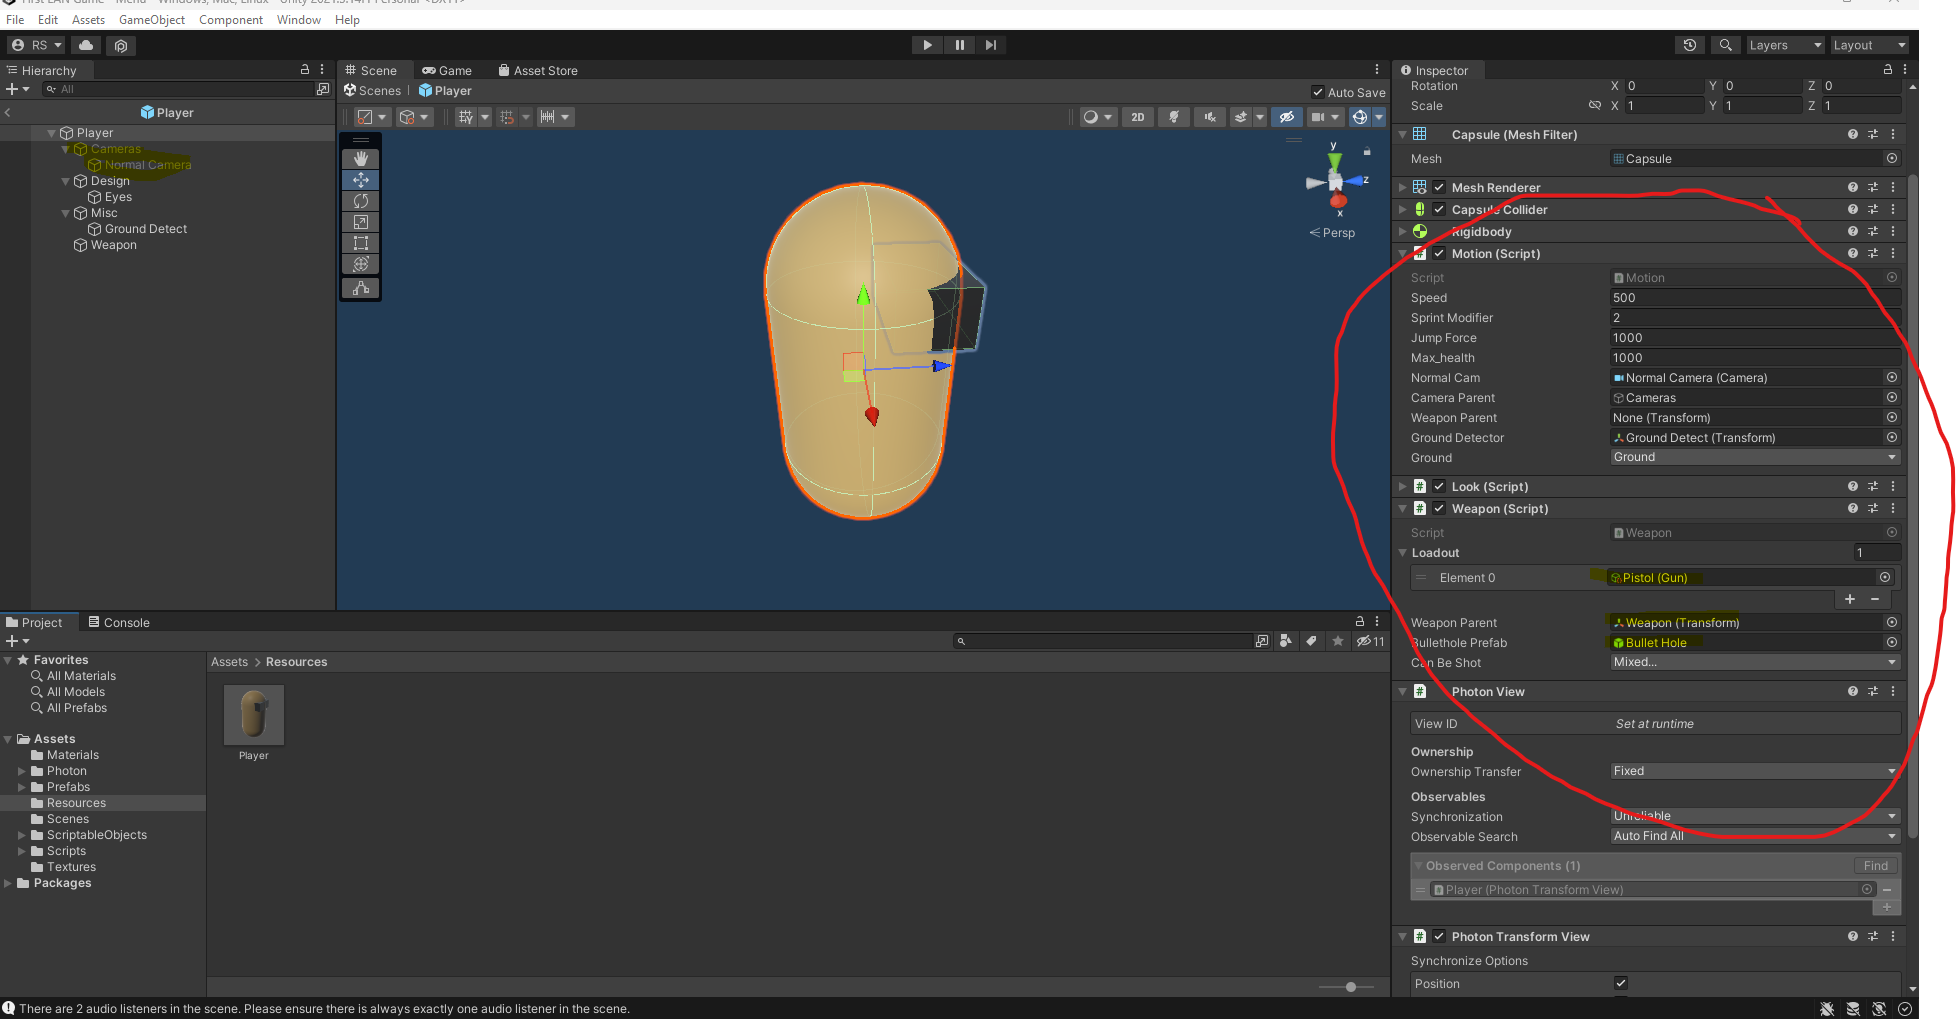 File Edit Assets GameObject Component Window Help
RS
Layers Layout
Hierarchy
All
Player
Player
Cameras
Normal Camera
Design
Eyes
Misc
Ground Detect
Weapon
Scene Game Asset Store
Scenes Player
Auto Save
2D
y
z
x
Persp
Inspector
Rotation X 0 Y 0 Z 0
Scale X 1 Y 1 Z 1
Capsule (Mesh Filter)
Mesh Capsule
Mesh Renderer
Capsule Collider
Rigidbody
Motion (Script)
Script Motion
Speed 500
Sprint Modifier 2
Jump Force 1000
Max_health 1000
Normal Cam Normal Camera (Camera)
Camera Parent Cameras
Weapon Parent None (Transform)
Ground Detector Ground Detect (Transform)
Ground Ground
Look (Script)
Weapon (Script)
Script Weapon
Loadout 1
Element 0 Pistol (Gun)
Weapon Parent Weapon (Transform)
Bullethole Prefab Bullet Hole
Can Be Shot Mixed...
Photon View
View ID Set at runtime
Ownership
Ownership Transfer Fixed
Observables
Synchronization Unreliable
Observable Search Auto Find All
Observed Components (1) Find
Player (Photon Transform View)
Photon Transform View
Synchronize Options
Position
Project Console
11
Favorites
All Materials
All Models
All Prefabs
Assets
Materials
Photon
Prefabs
Resources
Scenes
ScriptableObjects
Scripts
Textures
Packages
Assets > Resources
Player
There are 2 audio listeners in the scene. Please ensure there is always exactly one audio listener in the scene.